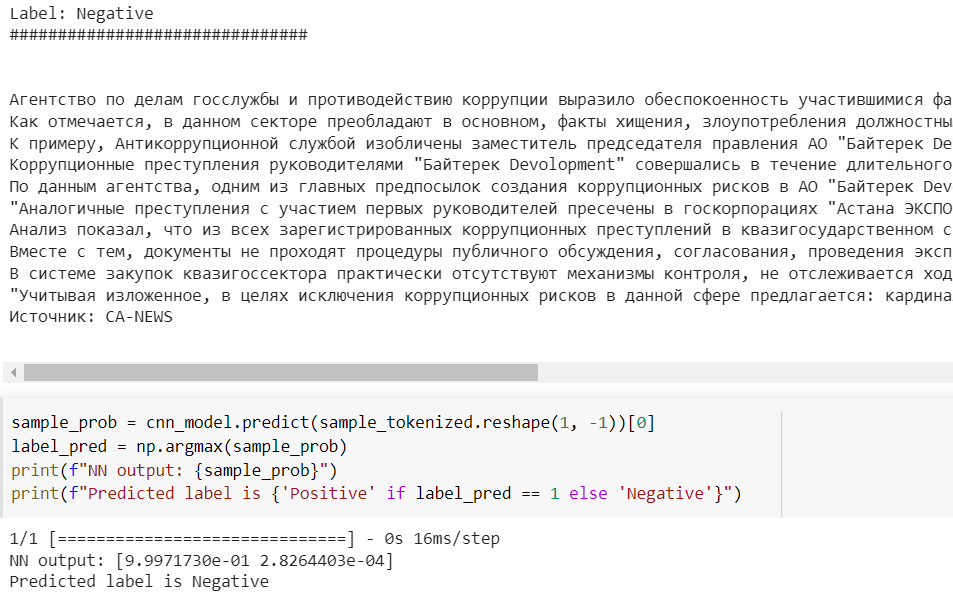 Label: Negative
###############################
Агентство по делам госслужбы и противодействию коррупции выразило обеспокоенность участившимися фа
Как отмечается, в данном секторе преобладают в основном, факты хищения, злоупотребления должностны
К примеру, Антикоррупционной службой изобличены заместитель председателя правления АО "Байтерек De
Коррупционные преступления руководителями "Байтерек Devolopment" совершались в течение длительного
По данным агентства, одним из главных предпосылок создания коррупционных рисков в АО "Байтерек Dev
"Аналогичные преступления с участием первых руководителей пресечены в госкорпорациях "Астана ЭКСПО
Анализ показал, что из всех зарегистрированных коррупционных преступлений в квазигосударственном с
Вместе с тем, документы не проходят процедуры публичного обсуждения, согласования, проведения эксп
В системе закупок квазигоссектора практически отсутствуют механизмы контроля, не отслеживается ход
"Учитывая изложенное, в целях исключения коррупционных рисков в данной сфере предлагается: кардина
Источник: CA-NEWS
sample_prob = cnn_model.predict(sample_tokenized.reshape(1, -1))[0]
label_pred = np.argmax(sample_prob)
print(f"NN output: {sample_prob}")
print(f"Predicted label is {'Positive' if label_pred == 1 else 'Negative'}")
1/1 [==============================] - 0s 16ms/step
NN output: [9.9971730e-01 2.8264403e-04]
Predicted label is Negative